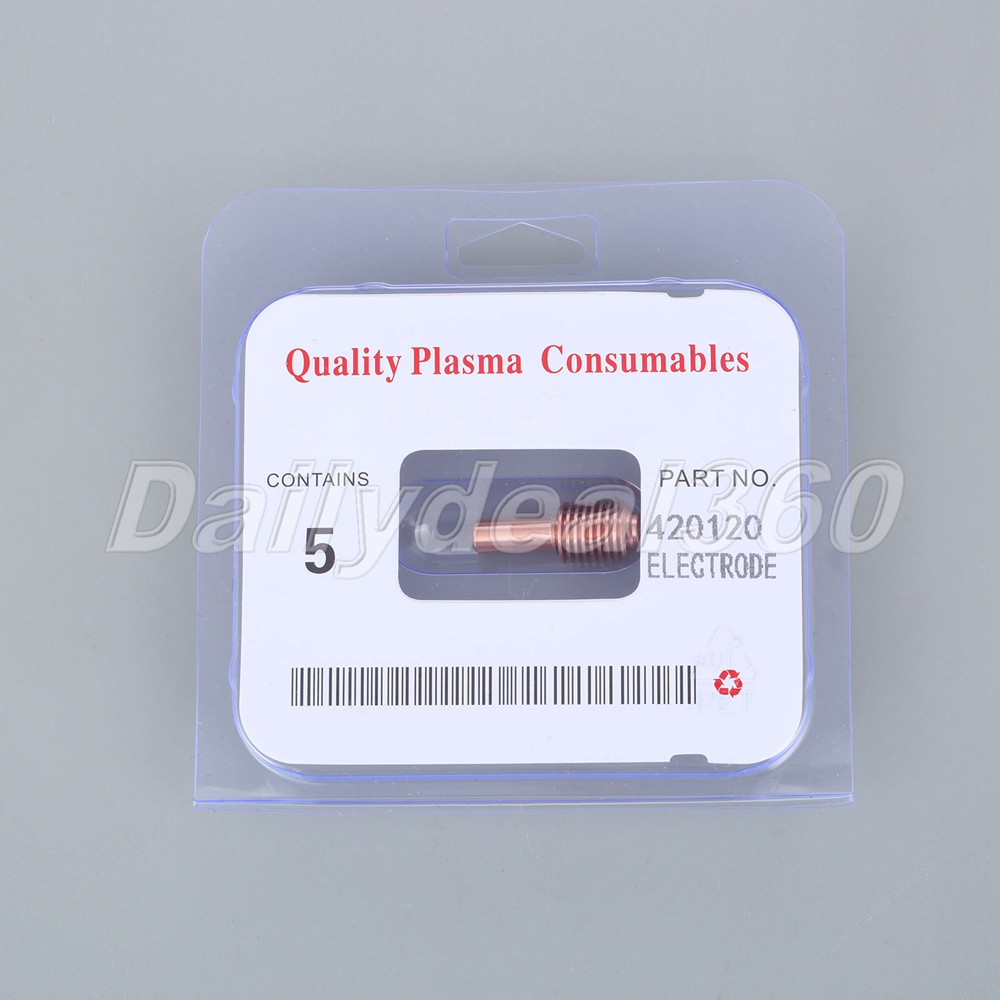 Quality Plasma Consumables
CONTAINS
5
PART NO.
420120
ELECTRODE
Dailydeal360